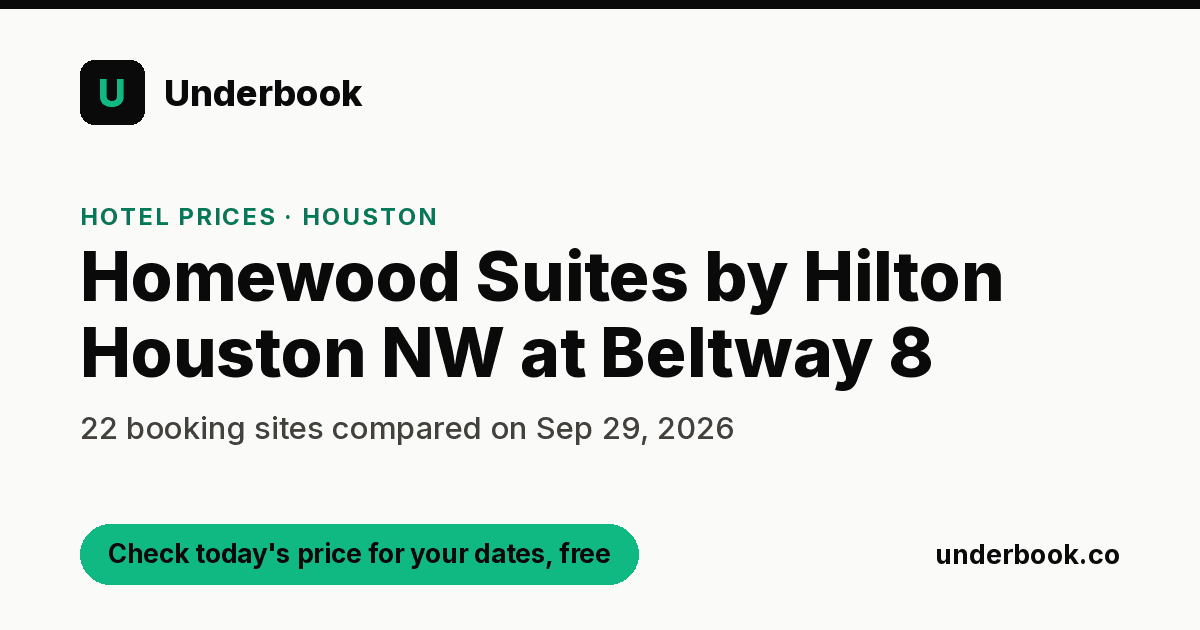 U Underbook
HOTEL PRICES · HOUSTON
Homewood Suites by Hilton
Houston NW at Beltway 8
22 booking sites compared on Sep 29, 2026
Check today's price for your dates, free
underbook.co